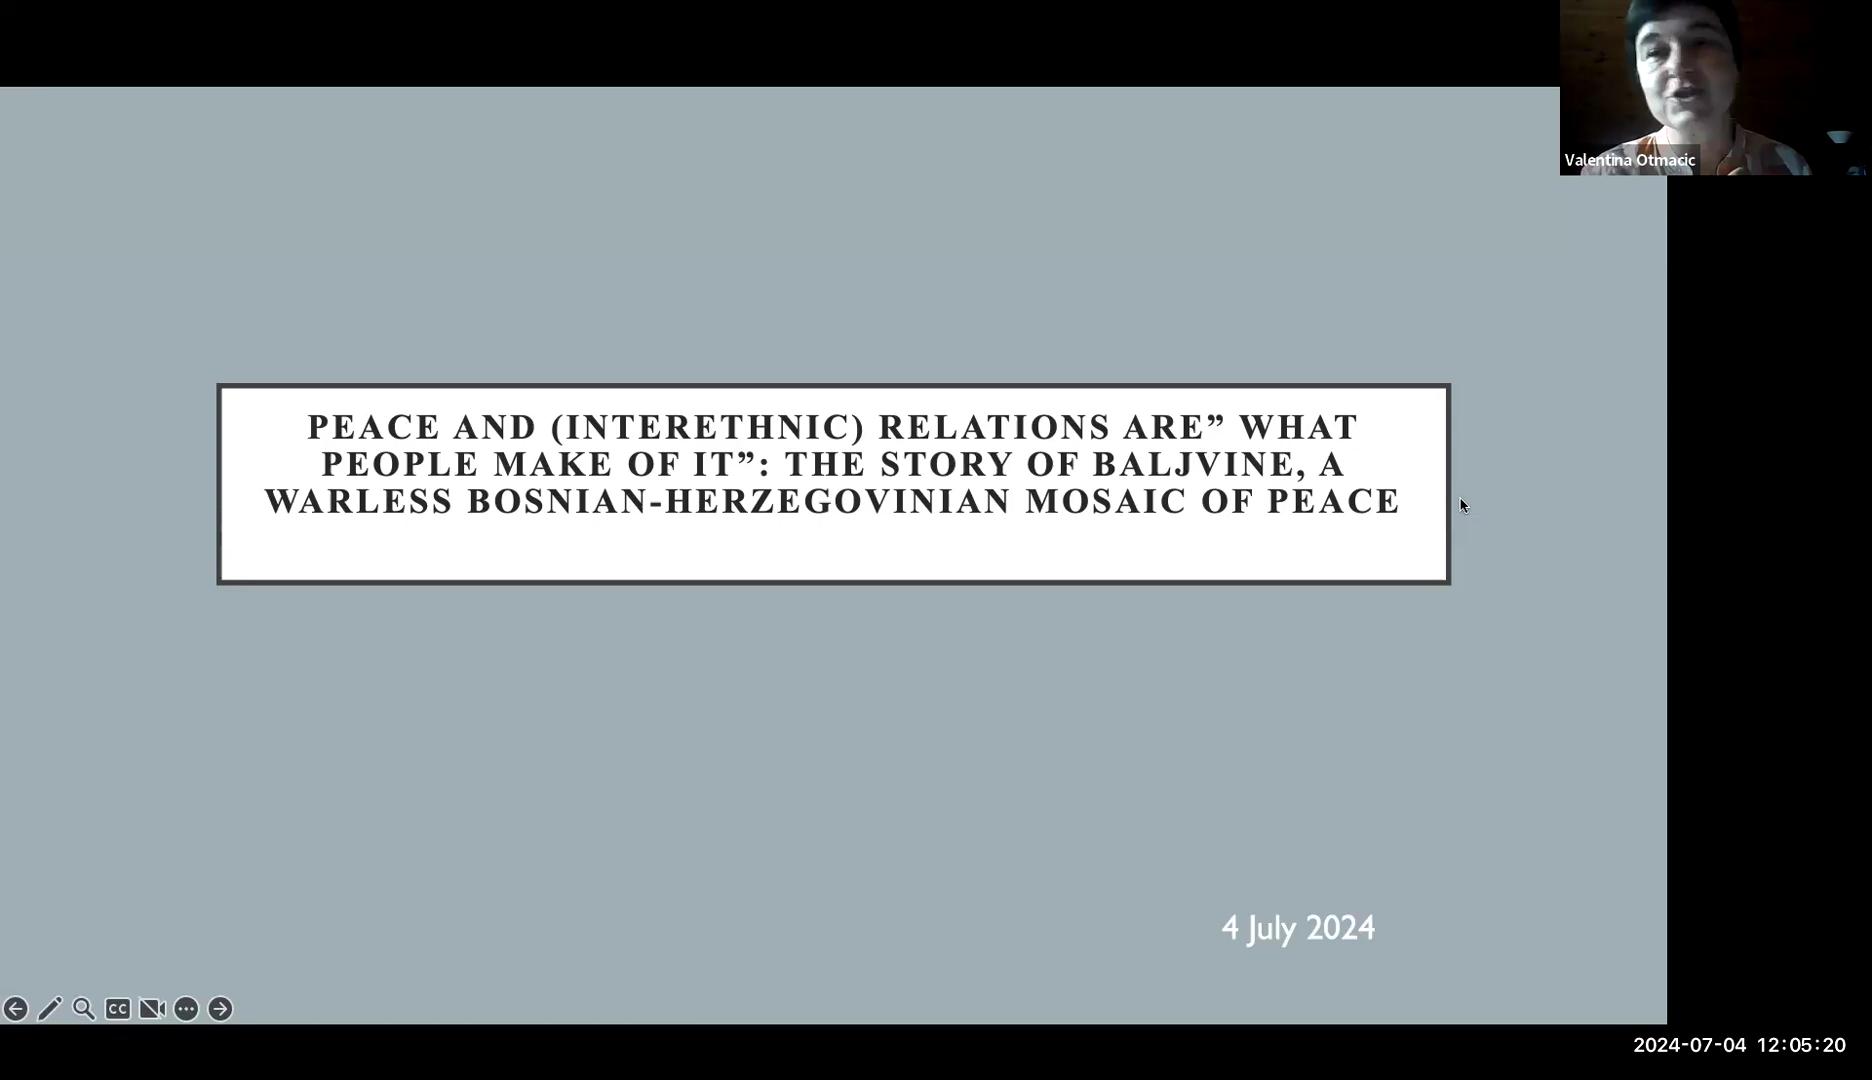 Valentina Otmacic
PEACE AND (INTERETHNIC) RELATIONS ARE” WHAT
PEOPLE MAKE OF IT”: THE STORY OF BALJVINE, A
WARLESS BOSNIAN-HERZEGOVINIAN MOSAIC OF PEACE
4 July 2024
CC
2024-07-04 12:05:20